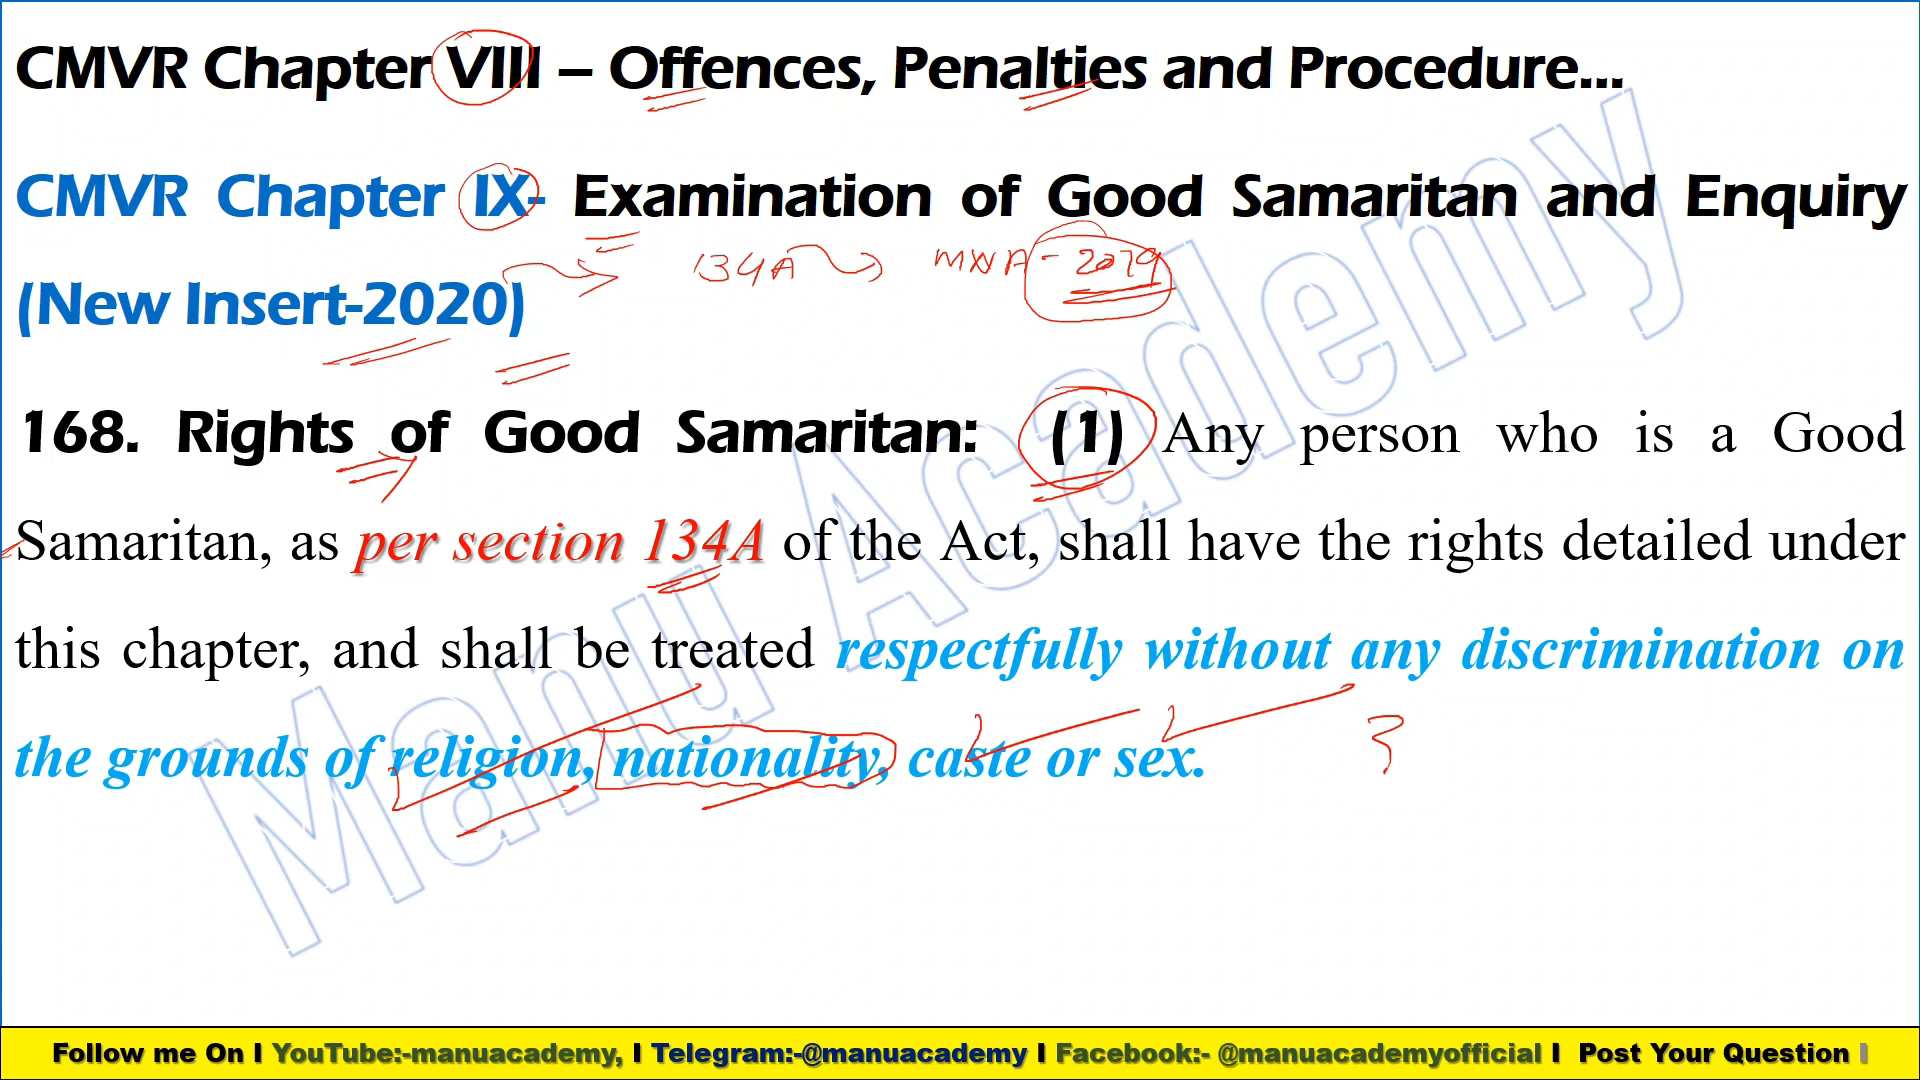 CMVR Chapter VIII – Offences, Penalties and Procedure...
CMVR Chapter IX- Examination of Good Samaritan and Enquiry
134A MVA - 2019
(New Insert-2020)
168. Rights of Good Samaritan: (1) Any person who is a Good
Samaritan, as per section 134A of the Act, shall have the rights detailed under
this chapter, and shall be treated respectfully without any discrimination on
the grounds of religion, nationality, caste or sex.
Manu Academy
Follow me On I YouTube:-manuacademy, I Telegram:-@manuacademy I Facebook:- @manuacademyofficial I Post Your Question I